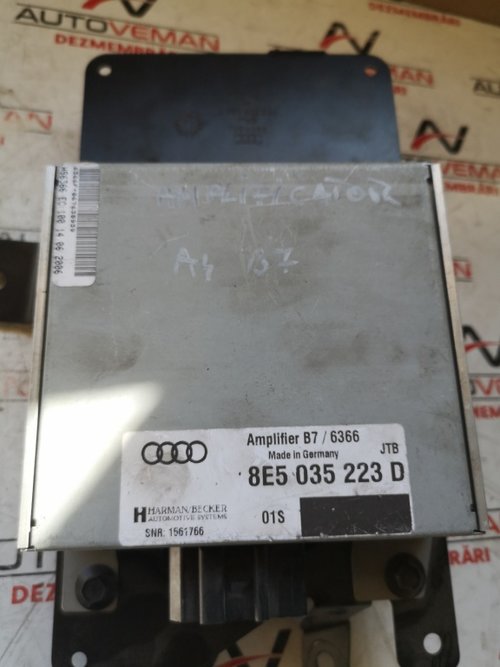 AUTOVEMAN
DEZMEMBRĂRI
AMPLIFICATOR
A4 B7
Amplifier B7 / 6366
Made in Germany
JTB
8E5 035 223 D
HARMAN/BECKER
AUTOMOTIVE SYSTEMS
01S
SNR: 1561766